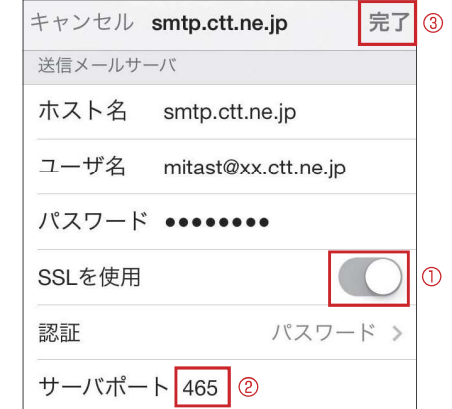 キャンセル smtp.ctt.ne.jp 完了 ③
送信メールサーバ
ホスト名 smtp.ctt.ne.jp
ユーザ名 mitast@xx.ctt.ne.jp
パスワード ●●●●●●●●
SSLを使用 ①
認証 パスワード >
サーバポート 465 ②